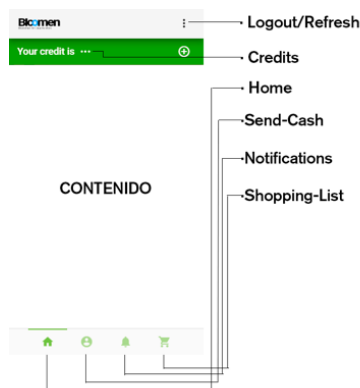 Bloomen
Logout/Refresh
Your credit is ...
Credits
Home
Send-Cash
Notifications
CONTENIDO
Shopping-List